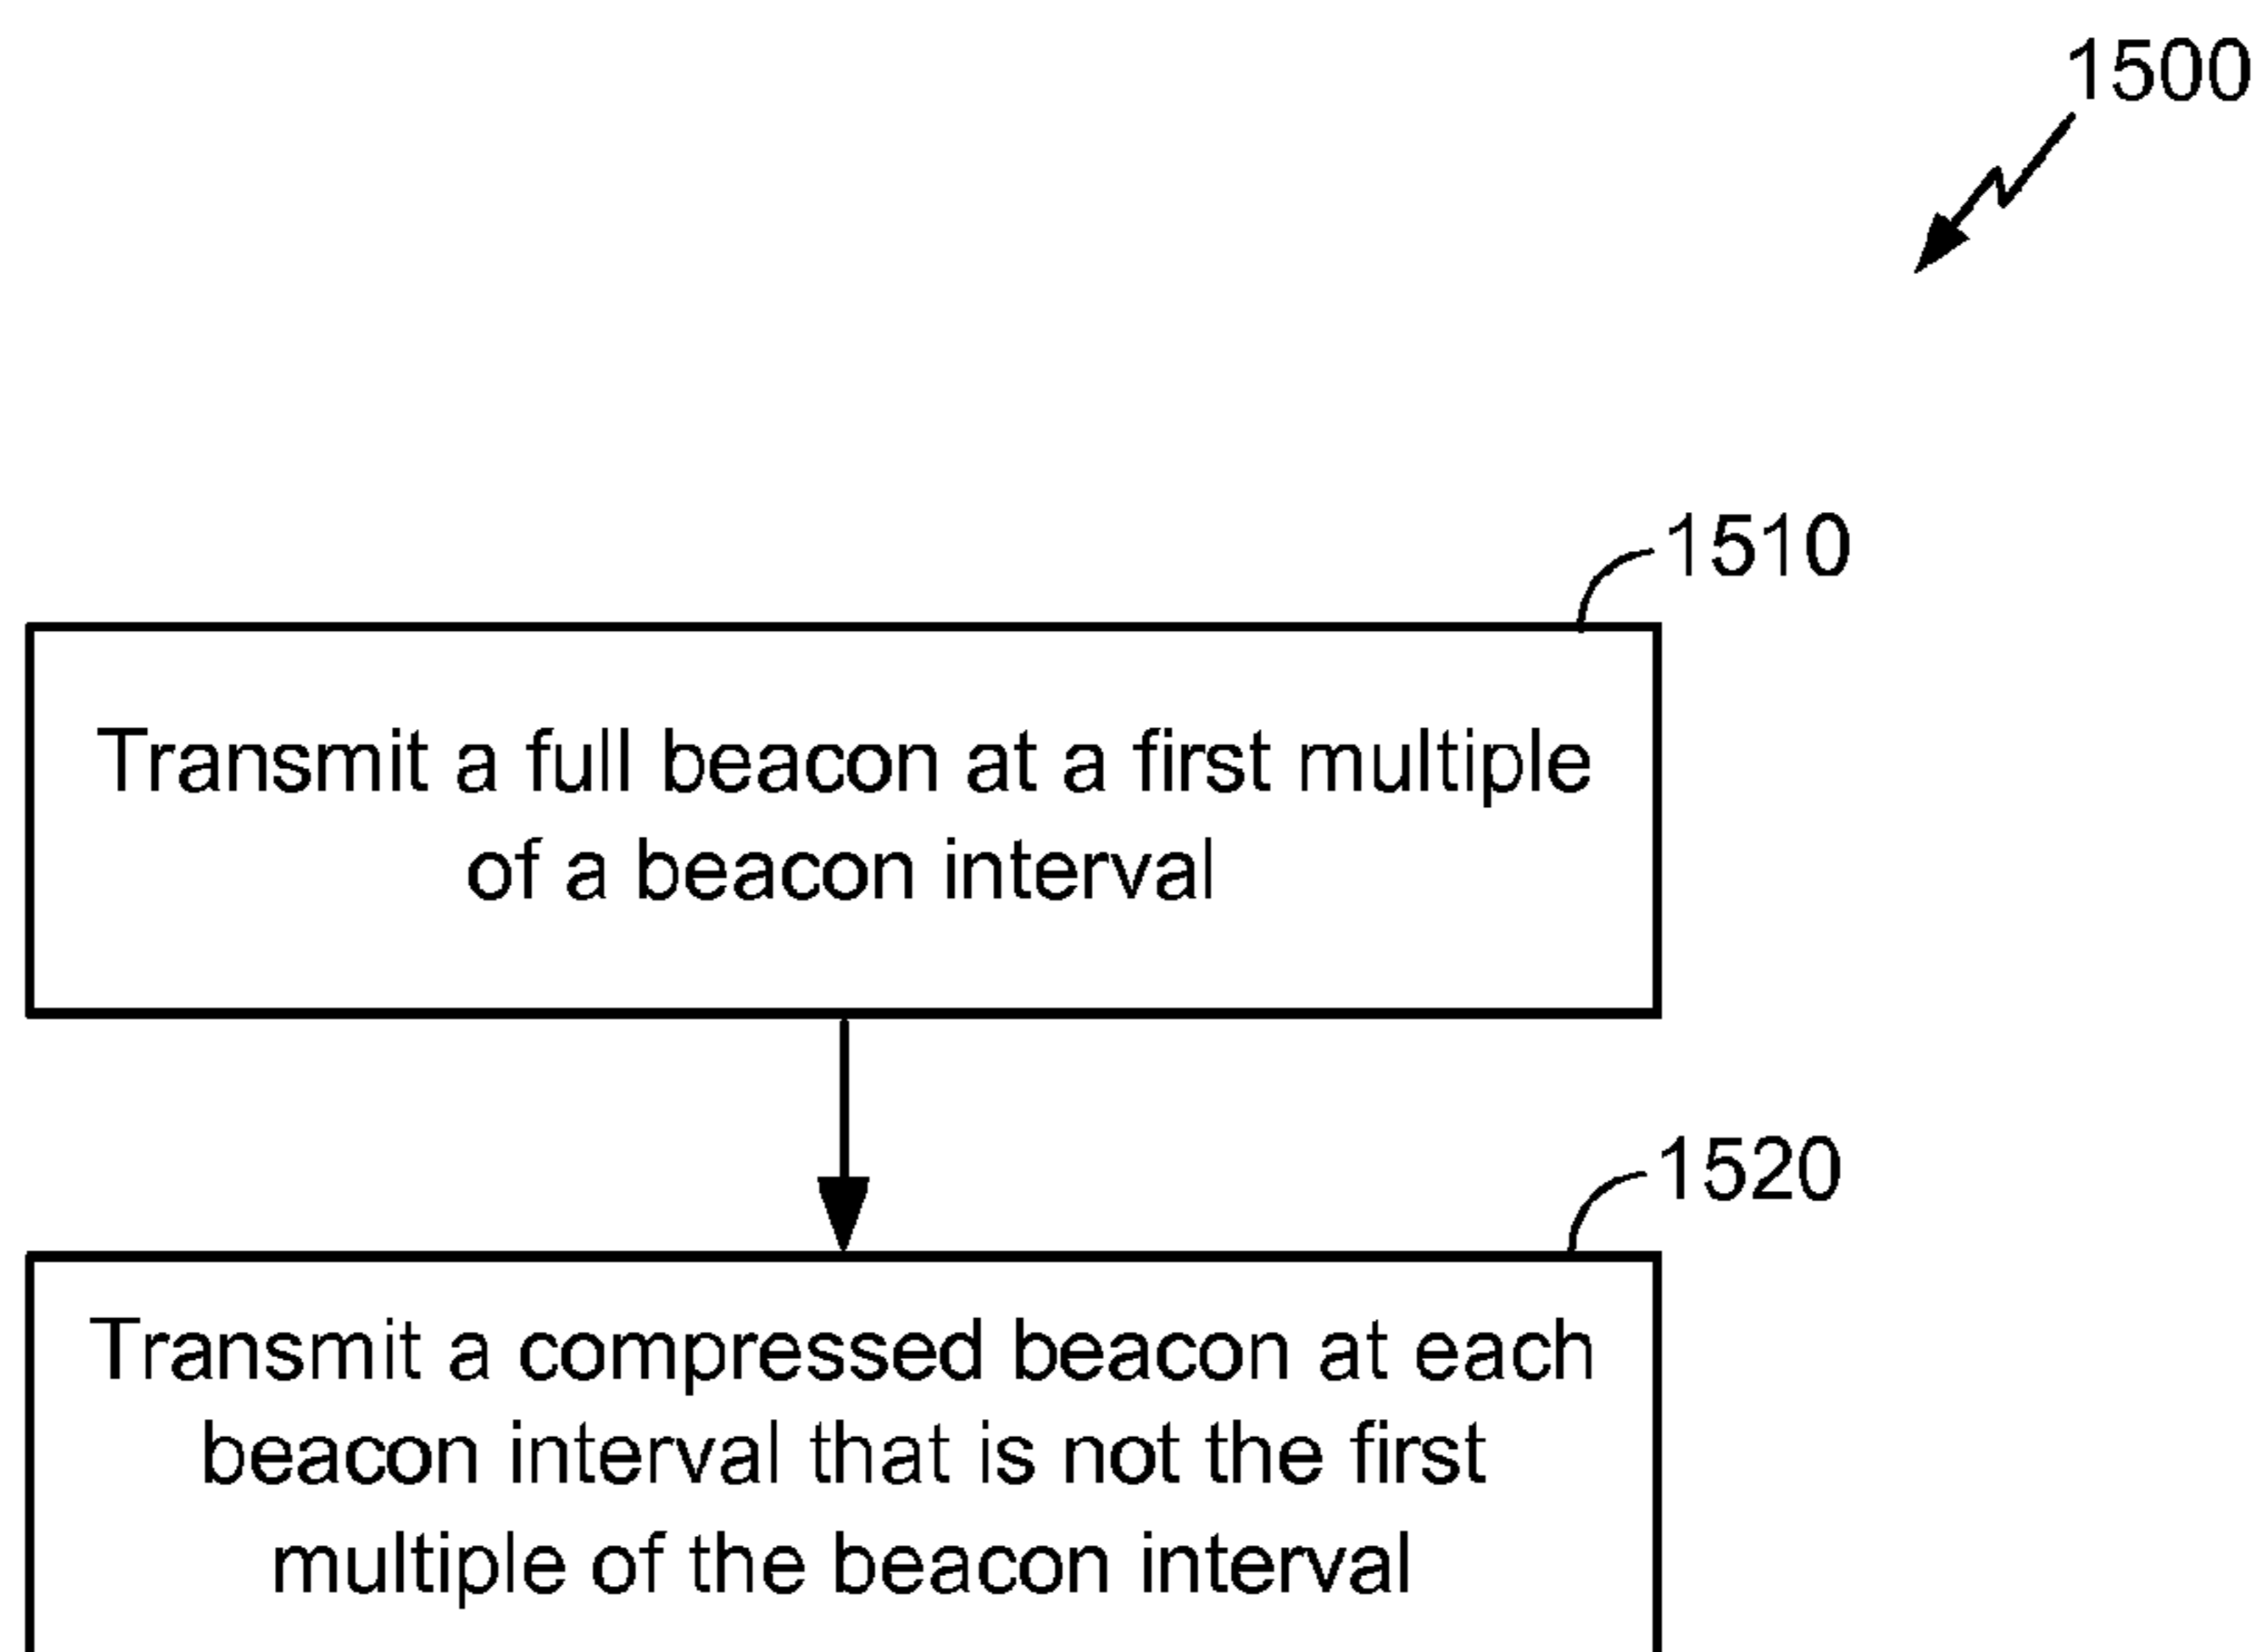 1500
1510
Transmit a full beacon at a first multiple
of a beacon interval
1520
Transmit a compressed beacon at each
beacon interval that is not the first
multiple of the beacon interval